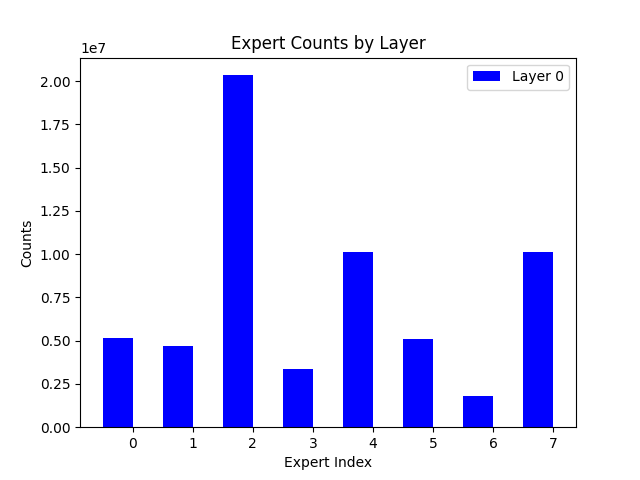 Expert Counts by Layer
1e7
Layer 0
2.00
1.75
1.50
1.25
1.00
0.75
0.50
0.25
0.00
Counts
0 1 2 3 4 5 6 7
Expert Index